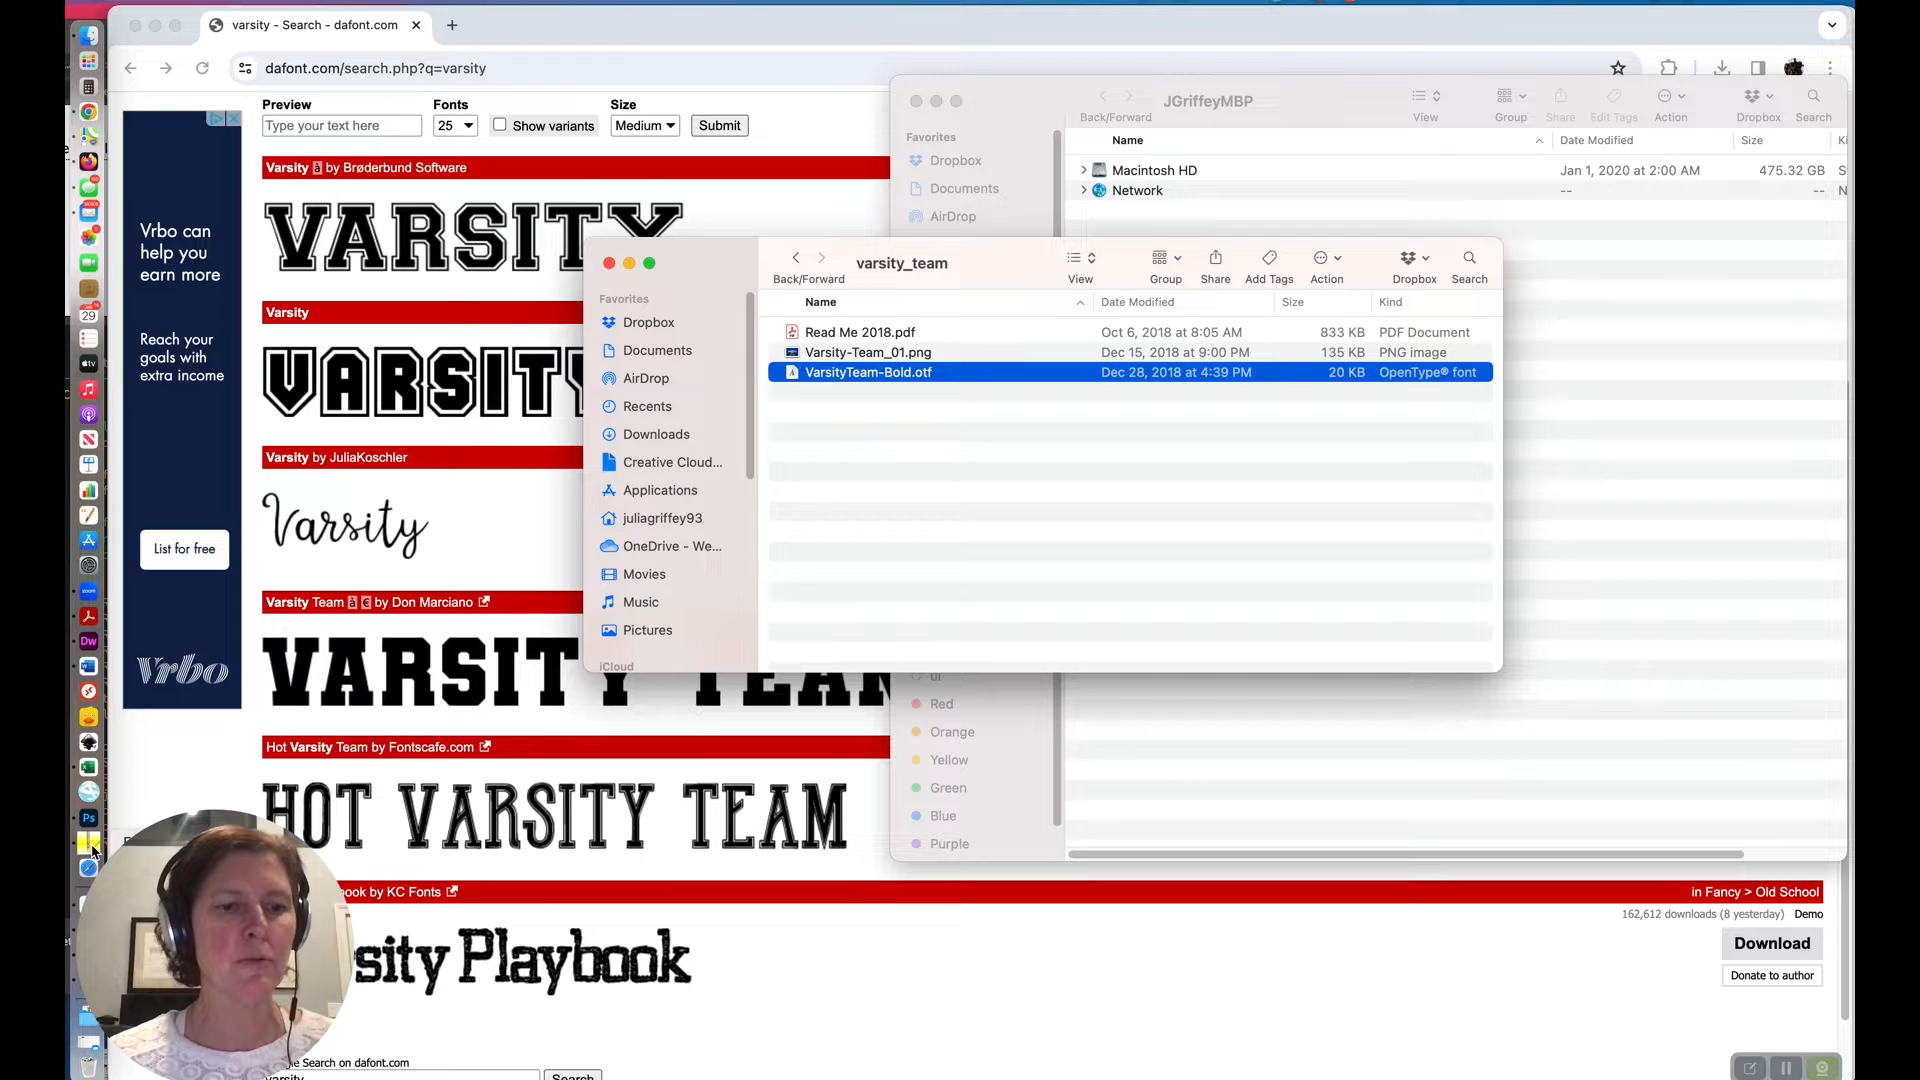 varsity - Search - dafont.com
dafont.com/search.php?q=varsity
Preview
Fonts
Size
Type your text here
25
Show variants
Medium
Submit
Vrbo can
help you
earn more
Reach your
goals with
extra income
List for free
Vrbo
Varsity à by Brøderbund Software
VARSITY
Varsity
VARSITY
Varsity by JuliaKoschler
Varsity
Varsity Team à € by Don Marciano
VARSITY TEAM
Hot Varsity Team by Fontscafe.com
HOT VARSITY TEAM
book by KC Fonts
in Fancy > Old School
162,612 downloads (8 yesterday)
Demo
sity Playbook
Download
Donate to author
Search on dafont.com
varsity
Search
JGriffeyMBP
Back/Forward
View
Group
Share
Edit Tags
Action
Dropbox
Search
Favorites
Dropbox
Documents
AirDrop
Name
Date Modified
Size
Ki
Macintosh HD
Jan 1, 2020 at 2:00 AM
475.32 GB
S
Network
--
--
N
Red
Orange
Yellow
Green
Blue
Purple
varsity_team
Back/Forward
View
Group
Share
Add Tags
Action
Dropbox
Search
Favorites
Dropbox
Documents
AirDrop
Recents
Downloads
Creative Cloud...
Applications
juliagriffey93
OneDrive - We...
Movies
Music
Pictures
iCloud
Name
Date Modified
Size
Kind
Read Me 2018.pdf
Oct 6, 2018 at 8:05 AM
833 KB
PDF Document
Varsity-Team_01.png
Dec 15, 2018 at 9:00 PM
135 KB
PNG image
VarsityTeam-Bold.otf
Dec 28, 2018 at 4:39 PM
20 KB
OpenType® font
29
tv
zoom
Dw
Ps